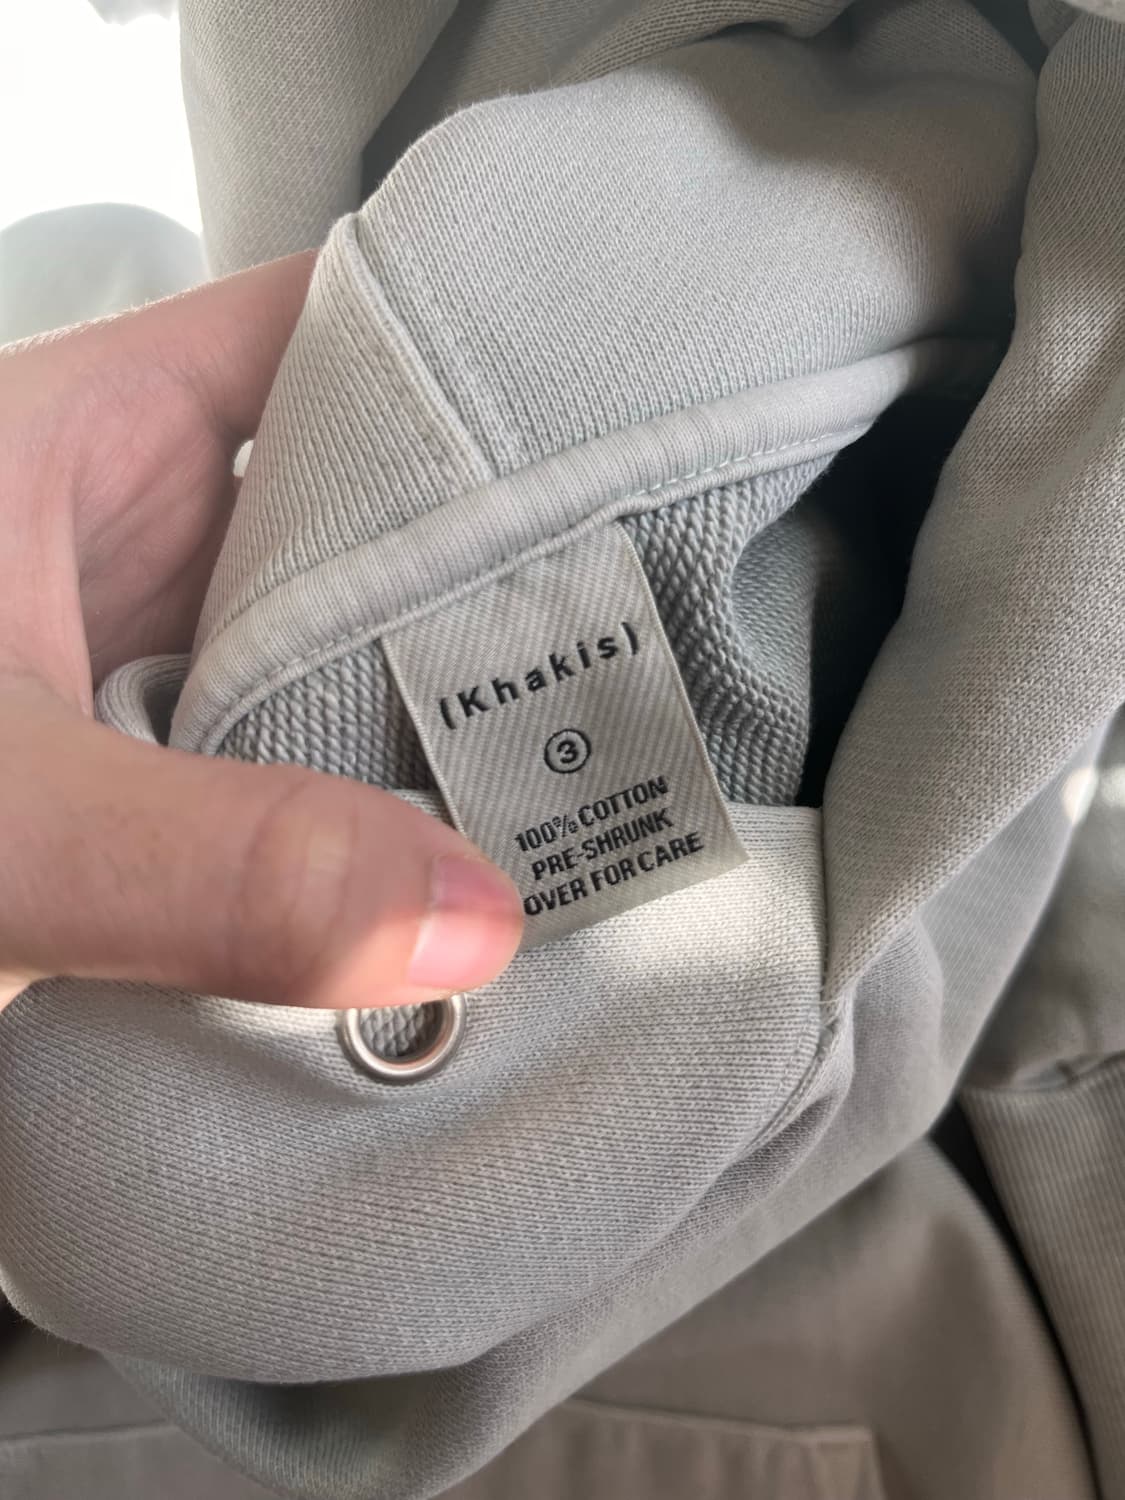 (Khakis)
3
100% COTTON
PRE-SHRUNK
OVER FOR CARE